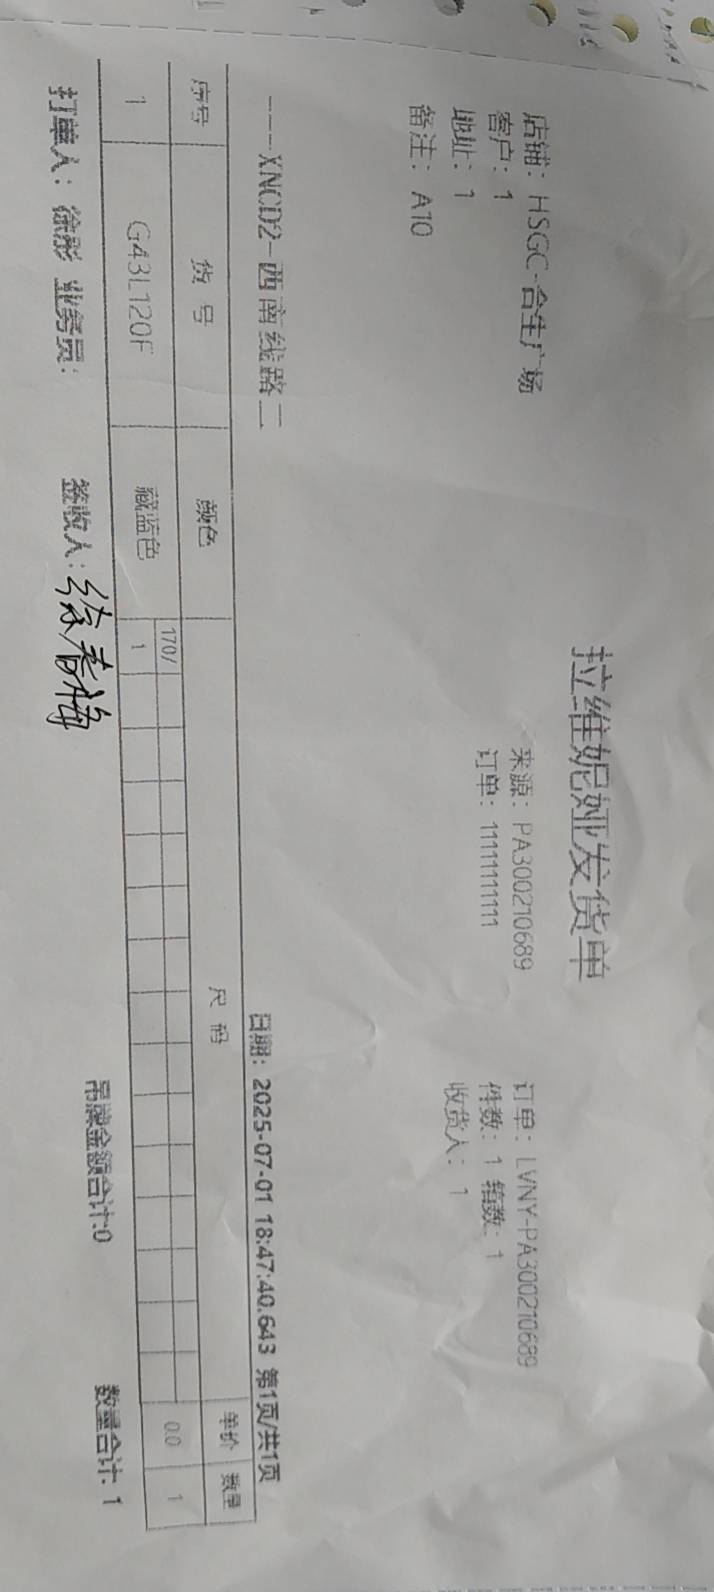 拉维妮娅发货单
店铺：HSGC-合生广场 来源：PA300210689 订单：LVNY-PA300210689
客户：1 订单：11111111111 件数：1 箱数：1
地址：1 收货人：1
备注：A10
---XNCD2-西南线路二 日期：2025-07-01 18:47:40.643 第1页/共1页
序号 货号 颜色 尺码 单价 数量
170/
1 G43L120F 藏蓝色 1 0.0 1
打单人：徐彤 业务员： 签收人：徐春梅 吊牌金额合计:0 数量合计: 1